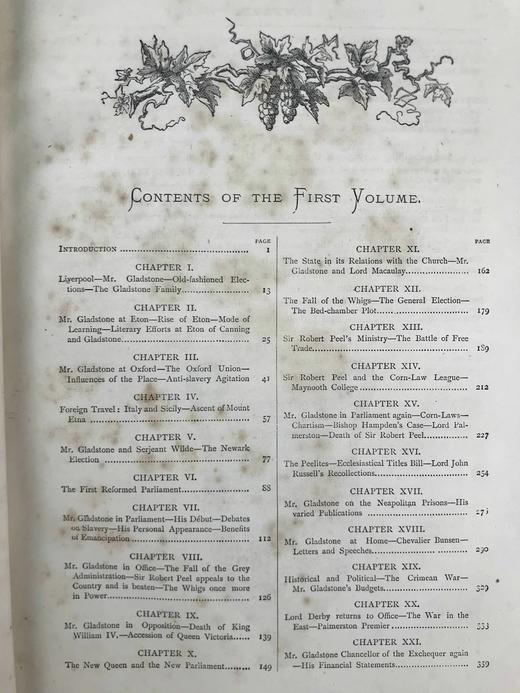 Contents of the First Volume.
PAGE
Introduction ........ 1
CHAPTER I.
Liverpool—Mr. Gladstone—Old-fashioned Elec-
tions—The Gladstone Family........ 13
CHAPTER II.
Mr. Gladstone at Eton—Rise of Eton—Mode of
Learning—Literary Efforts at Eton of Canning
and Gladstone........ 25
CHAPTER III.
Mr. Gladstone at Oxford—The Oxford Union—
Influences of the Place—Anti-slavery Agitation 41
CHAPTER IV.
Foreign Travel: Italy and Sicily—Ascent of Mount
Etna ........ 57
CHAPTER V.
Mr. Gladstone and Serjeant Wilde—The Newark
Election ........ 77
CHAPTER VI.
The First Reformed Parliament........ 88
CHAPTER VII.
Mr. Gladstone in Parliament—His Début—Debates
on Slavery—His Personal Appearance—Benefits
of Emancipation ........ 112
CHAPTER VIII.
Mr. Gladstone in Office—The Fall of the Grey
Administration—Sir Robert Peel appeals to the
Country and is beaten—The Whigs once more
in Power........ 126
CHAPTER IX.
Mr. Gladstone in Opposition—Death of King
William IV.—Accession of Queen Victoria...... 139
CHAPTER X.
The New Queen and the New Parliament........ 149
PAGE
CHAPTER XI.
The State in its Relations with the Church—Mr.
Gladstone and Lord Macaulay........ 162
CHAPTER XII.
The Fall of the Whigs—The General Election—
The Bed-chamber Plot........ 179
CHAPTER XIII.
Sir Robert Peel's Ministry—The Battle of Free
Trade........ 189
CHAPTER XIV.
Sir Robert Peel and the Corn-Law League—
Maynooth College ........ 212
CHAPTER XV.
Mr. Gladstone in Parliament again—Corn-Laws—
Chartism—Bishop Hampden's Case—Lord Pal-
merston—Death of Sir Robert Peel........ 227
CHAPTER XVI.
The Peelites—Ecclesiastical Titles Bill—Lord John
Russell's Recollections........ 254
CHAPTER XVII.
Mr. Gladstone on the Neapolitan Prisons—His
varied Publications ........
CHAPTER XVIII.
Mr. Gladstone at Home—Chevalier Bunsen—
Letters and Speeches........ 290
CHAPTER XIX.
Historical and Political—The Crimean War—
Mr. Gladstone's Budgets........ 309
CHAPTER XX.
Lord Derby returns to Office—The War in the
East—Palmerston Premier ........ 333
CHAPTER XXI.
Mr. Gladstone Chancellor of the Exchequer again
—His Financial Statements........ 359